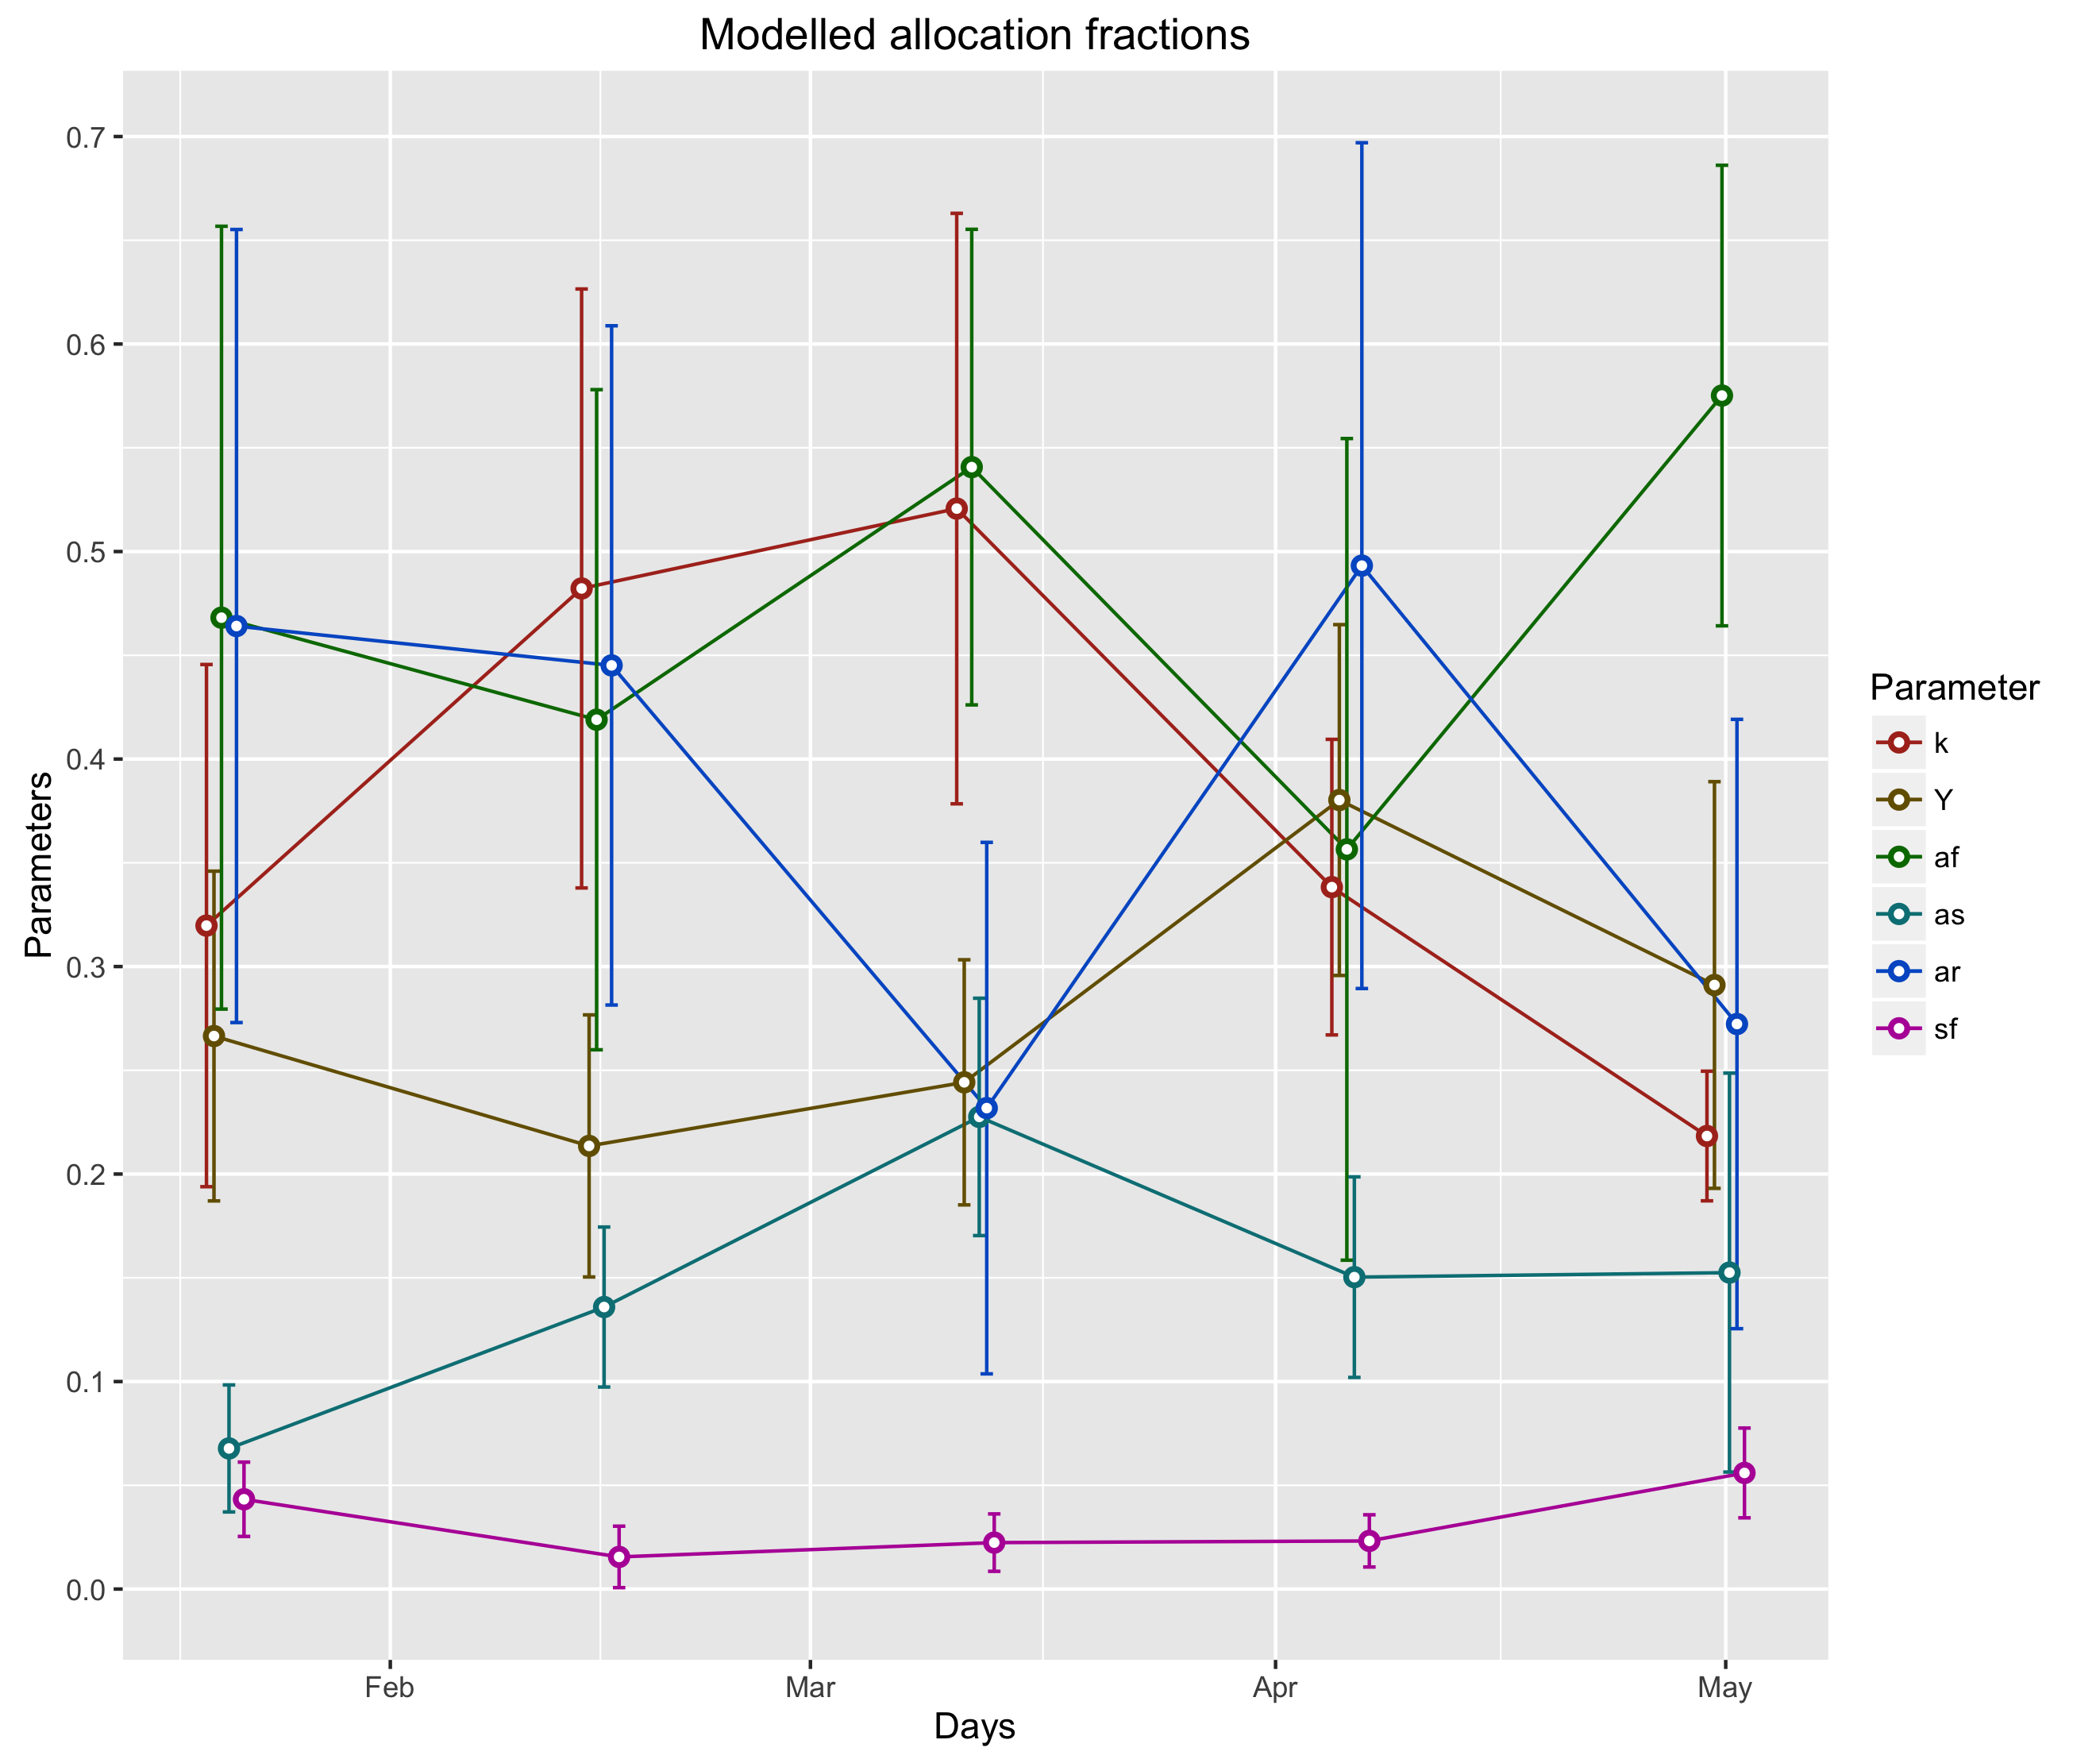 Modelled allocation fractions
Parameters
0.7
0.6
0.5
0.4
0.3
0.2
0.1
0.0
Feb Mar Apr May
Days
Parameter
k
Y
af
as
ar
sf